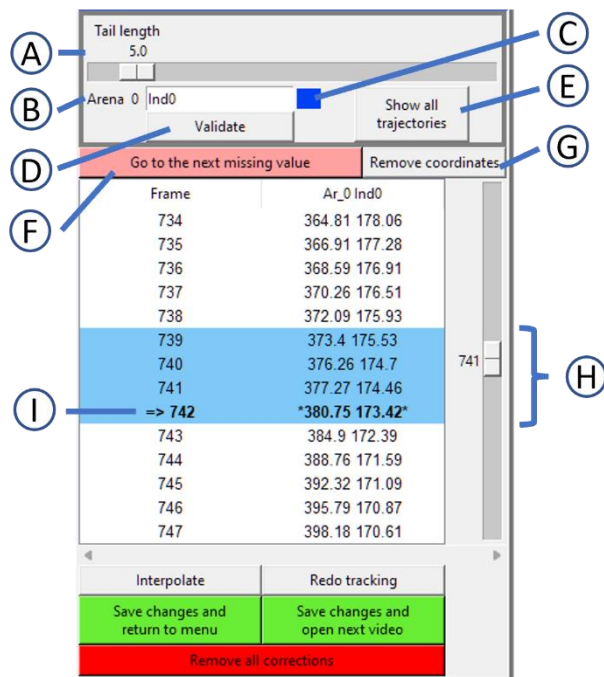 Tail length
A
5.0
C
E
B
Arena 0 Ind0
Show all
trajectories
Validate
D
G
Go to the next missing value
Remove coordinates
F
Frame Ar_0 Ind0
734 364.81 178.06
735 366.91 177.28
736 368.59 176.91
737 370.26 176.51
738 372.09 175.93
739 373.4 175.53
740 376.26 174.7
741 377.27 174.46
741
H
I
=> 742 *380.75 173.42*
743 384.9 172.39
744 388.76 171.59
745 392.32 171.09
746 395.79 170.87
747 398.18 170.61
Interpolate
Redo tracking
Save changes and
return to menu
Save changes and
open next video
Remove all corrections